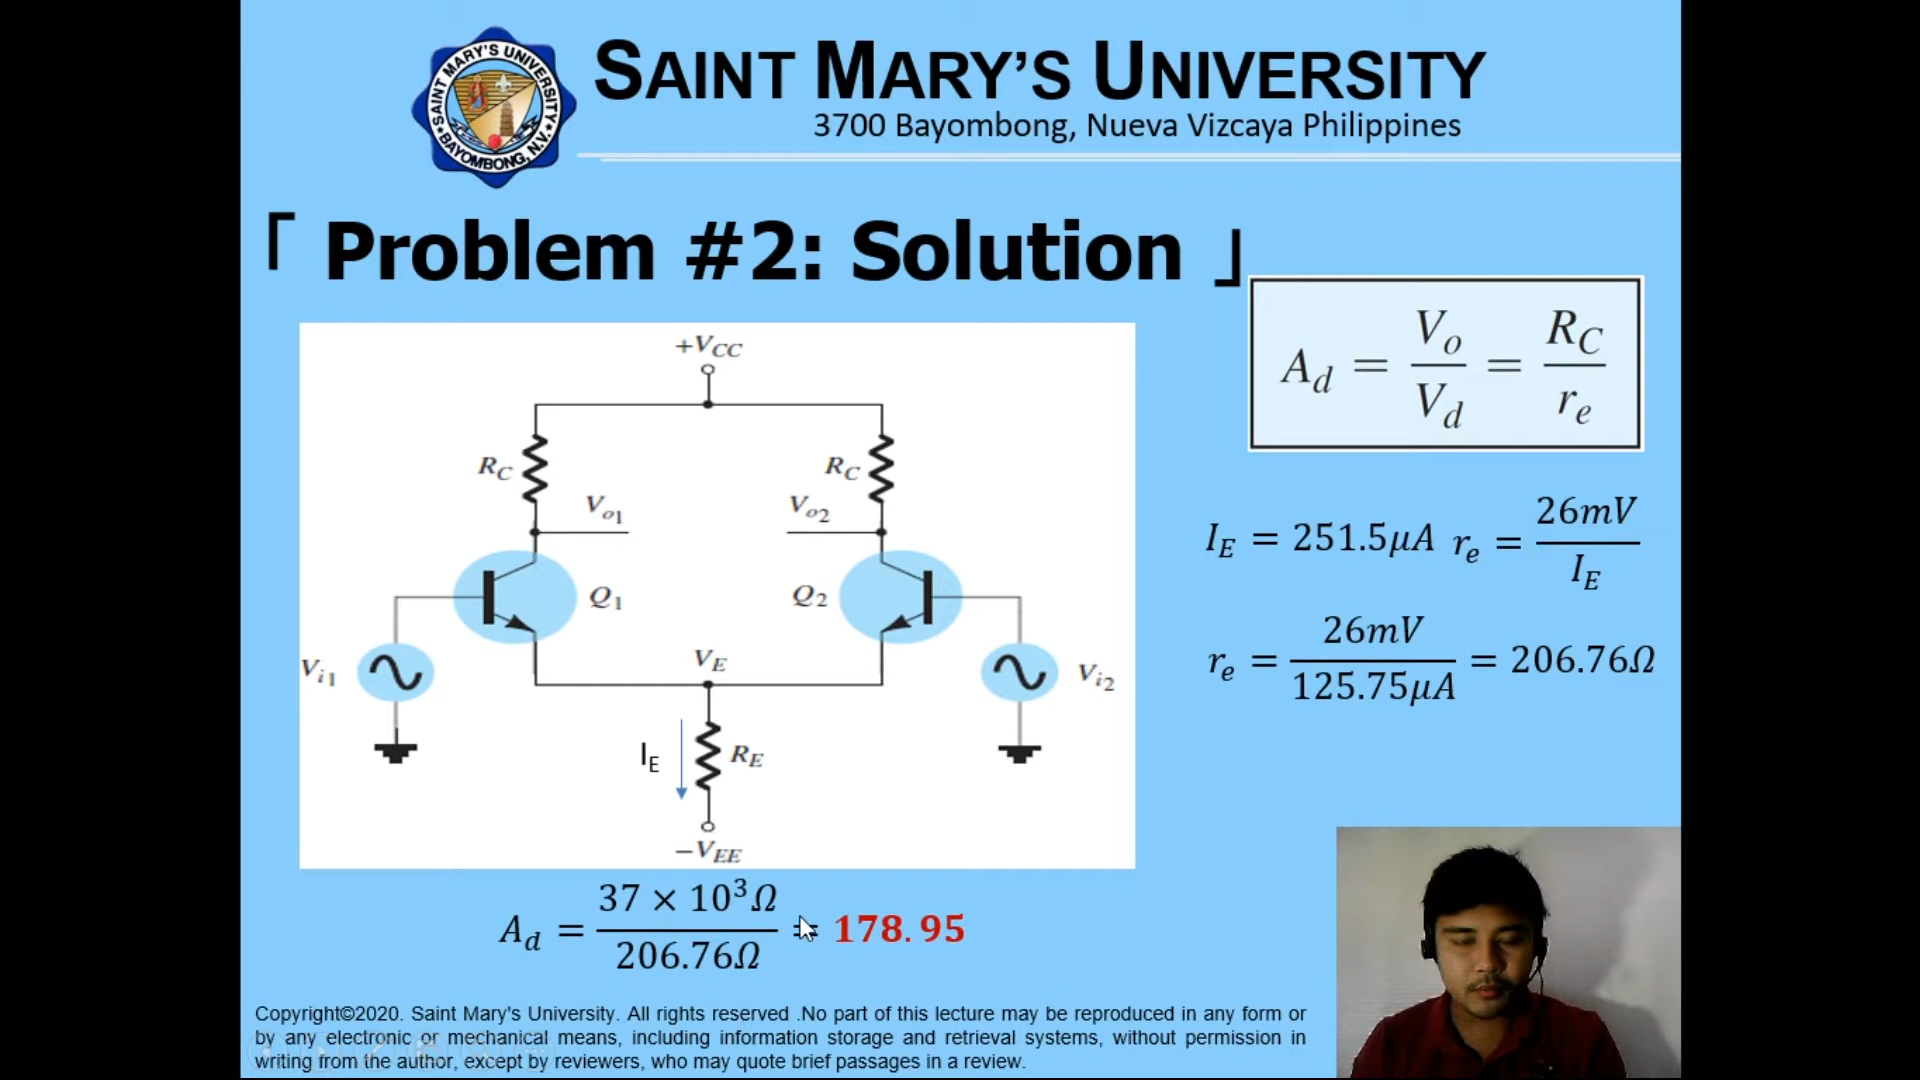 SAINT MARY'S UNIVERSITY
BAYOMBONG, N.V.
SAINT MARY'S UNIVERSITY
3700 Bayombong, Nueva Vizcaya Philippines
「 Problem #2: Solution 」
A_d = V_o / V_d = R_C / r_e
+V_CC
R_C R_C
V_o1 V_o2
Q_1 Q_2
V_i1 V_E V_i2
I_E R_E
−V_EE
I_E = 251.5μA r_e = 26mV / I_E
r_e = 26mV / 125.75μA = 206.76Ω
A_d = 37 × 10³Ω / 206.76Ω = 178.95
Copyright©2020. Saint Mary's University. All rights reserved .No part of this lecture may be reproduced in any form or
by any electronic or mechanical means, including information storage and retrieval systems, without permission in
writing from the author, except by reviewers, who may quote brief passages in a review.